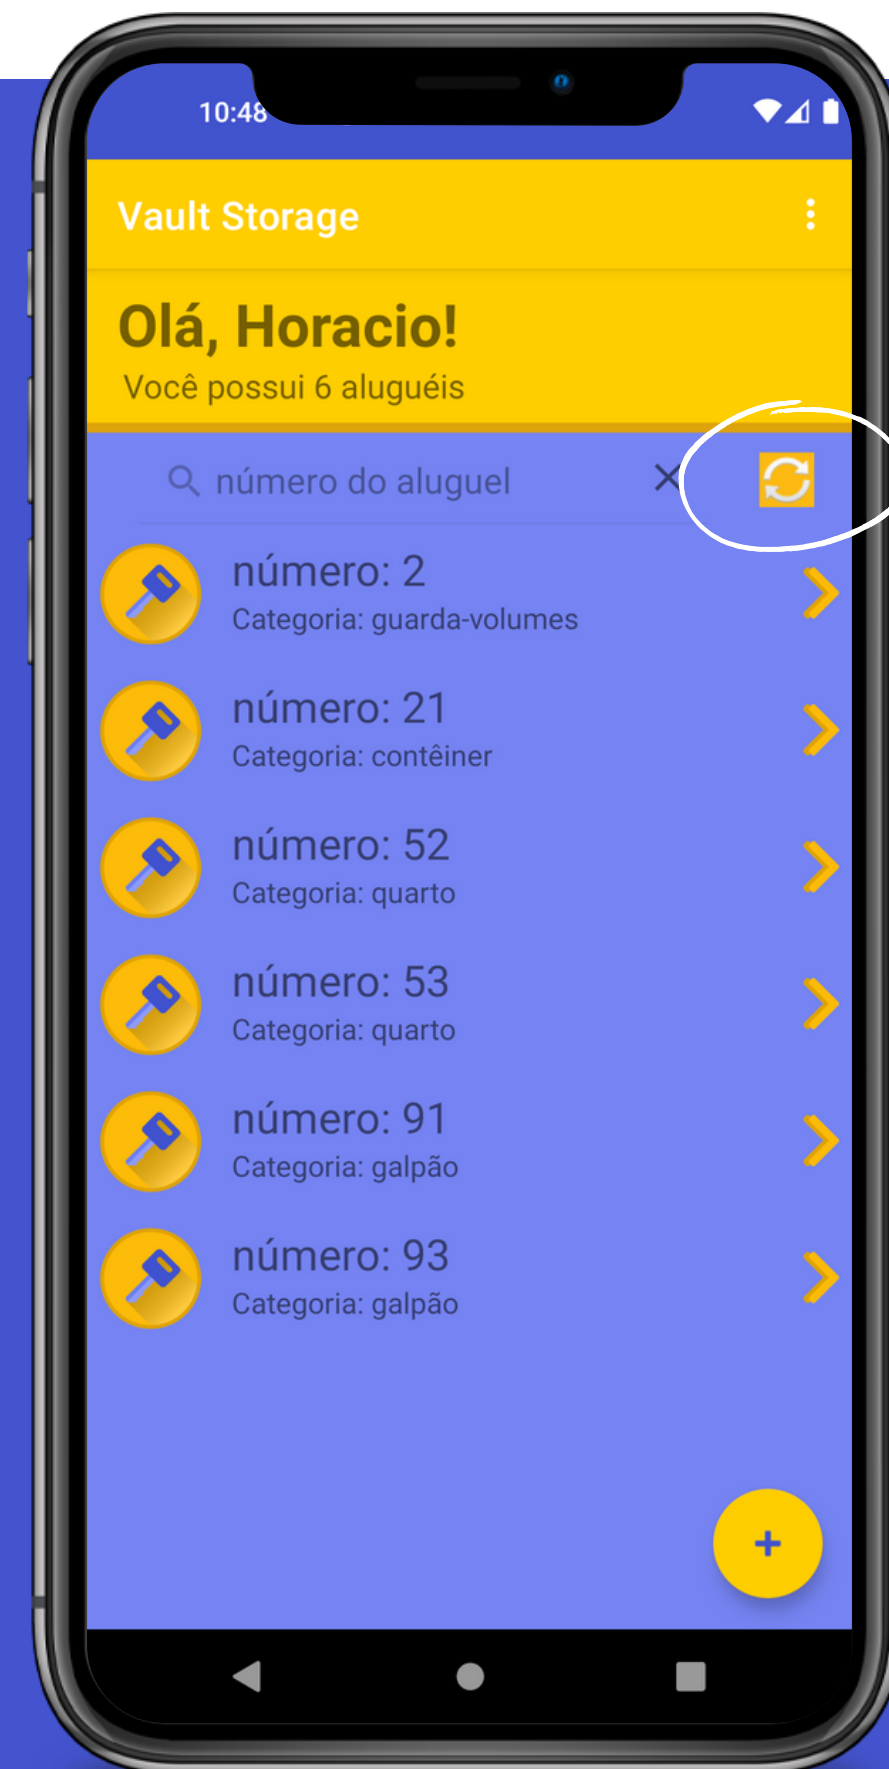 10:48
Vault Storage
Olá, Horacio!
Você possui 6 aluguéis
número do aluguel
número: 2
Categoria: guarda-volumes
número: 21
Categoria: contêiner
número: 52
Categoria: quarto
número: 53
Categoria: quarto
número: 91
Categoria: galpão
número: 93
Categoria: galpão